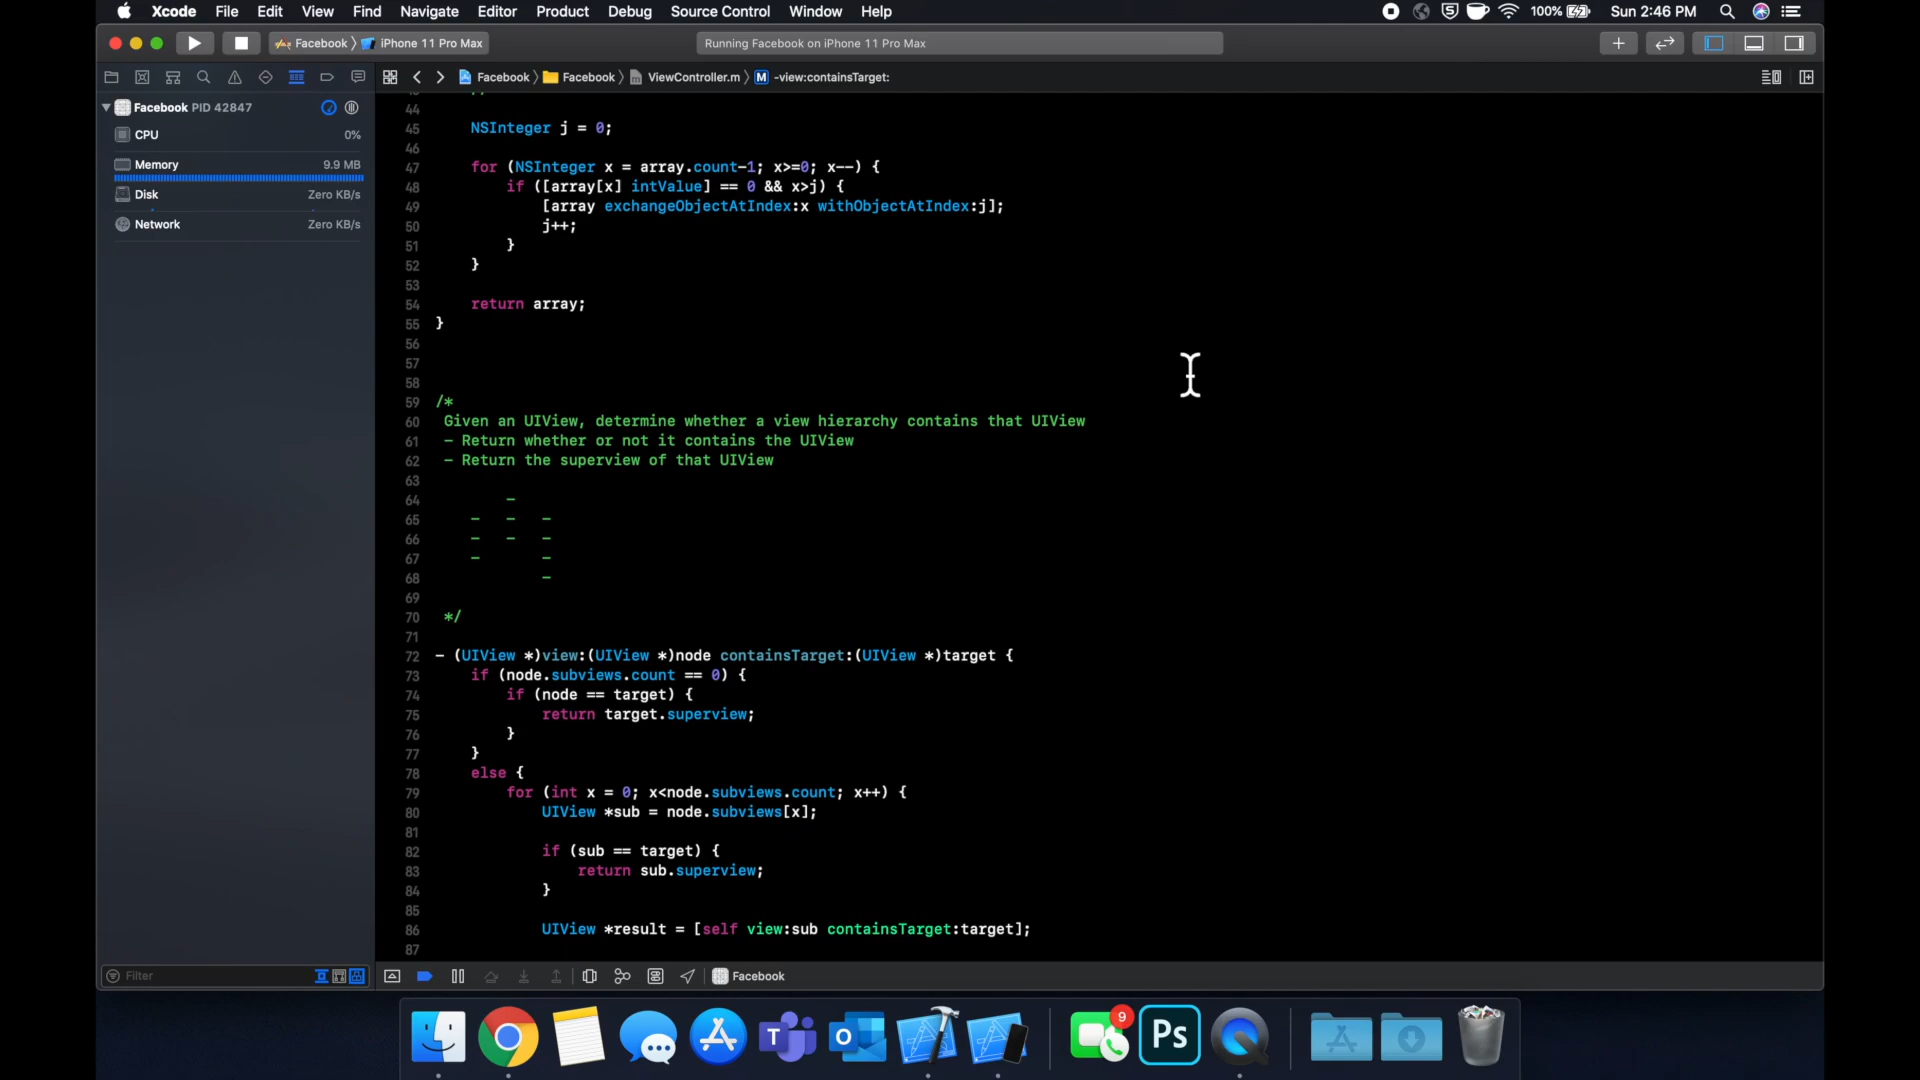 Xcode File Edit View Find Navigate Editor Product Debug Source Control Window Help 100% Sun 2:46 PM
Facebook iPhone 11 Pro Max Running Facebook on iPhone 11 Pro Max
Facebook Facebook ViewController.m M -view:containsTarget:
Facebook PID 42847
CPU 0%
Memory 9.9 MB
Disk Zero KB/s
Network Zero KB/s
44
45 NSInteger j = 0;
46
47 for (NSInteger x = array.count-1; x>=0; x--) {
48 if ([array[x] intValue] == 0 && x>j) {
49 [array exchangeObjectAtIndex:x withObjectAtIndex:j];
50 j++;
51 }
52 }
53
54 return array;
55 }
56
57
58
59 /*
60 Given an UIView, determine whether a view hierarchy contains that UIView
61 - Return whether or not it contains the UIView
62 - Return the superview of that UIView
63
64 -
65 - - -
66 - - -
67 - -
68 -
69
70 */
71
72 - (UIView *)view:(UIView *)node containsTarget:(UIView *)target {
73 if (node.subviews.count == 0) {
74 if (node == target) {
75 return target.superview;
76 }
77 }
78 else {
79 for (int x = 0; x<node.subviews.count; x++) {
80 UIView *sub = node.subviews[x];
81
82 if (sub == target) {
83 return sub.superview;
84 }
85
86 UIView *result = [self view:sub containsTarget:target];
87
Filter Facebook
9
T O Ps